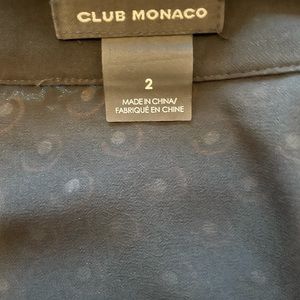 CLUB MONACO
2
MADE IN CHINA/
FABRIQUÉ EN CHINE